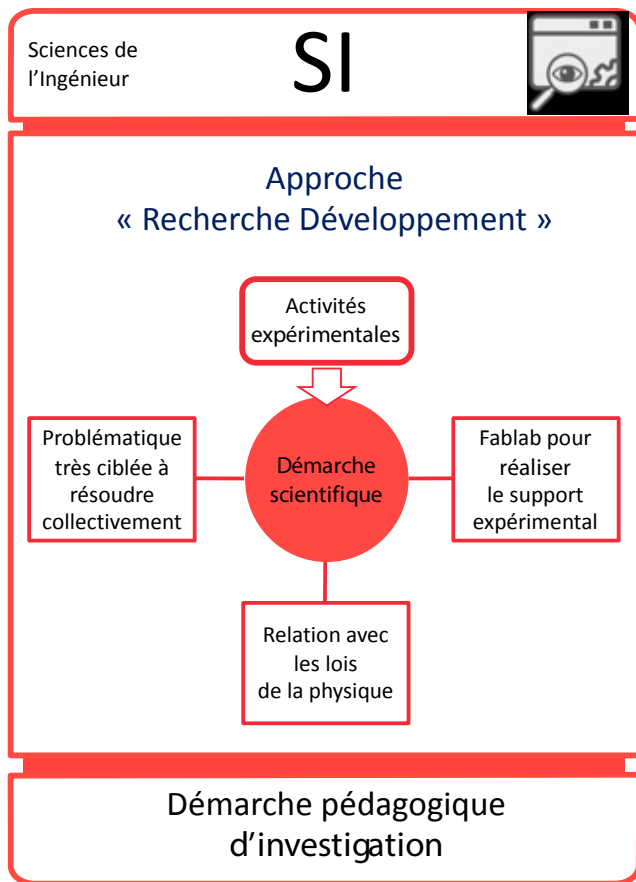 Sciences de
l’Ingénieur
SI
Approche
« Recherche Développement »
Activités
expérimentales
Problématique
très ciblée à
résoudre
collectivement
Démarche
scientifique
Fablab pour
réaliser
le support
expérimental
Relation avec
les lois
de la physique
Démarche pédagogique
d’investigation